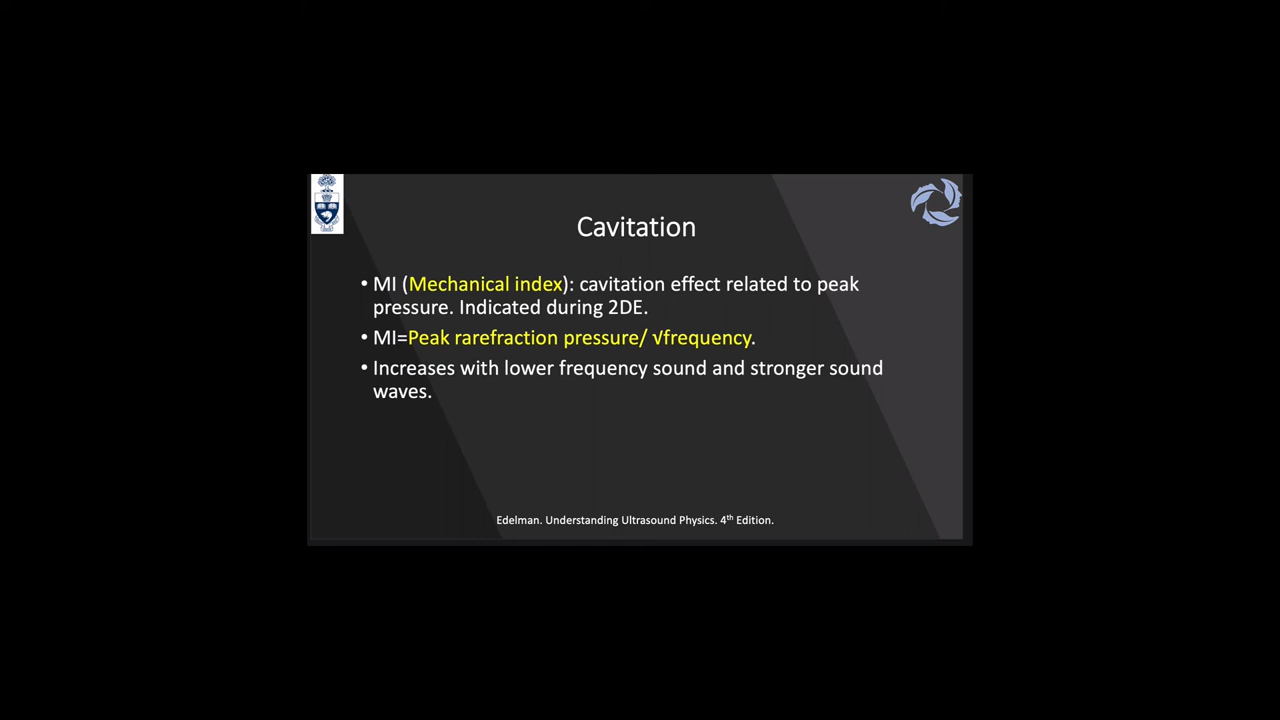 Cavitation
• MI (Mechanical index): cavitation effect related to peak
pressure. Indicated during 2DE.
• MI=Peak rarefraction pressure/ √frequency.
• Increases with lower frequency sound and stronger sound
waves.
Edelman. Understanding Ultrasound Physics. 4th Edition.